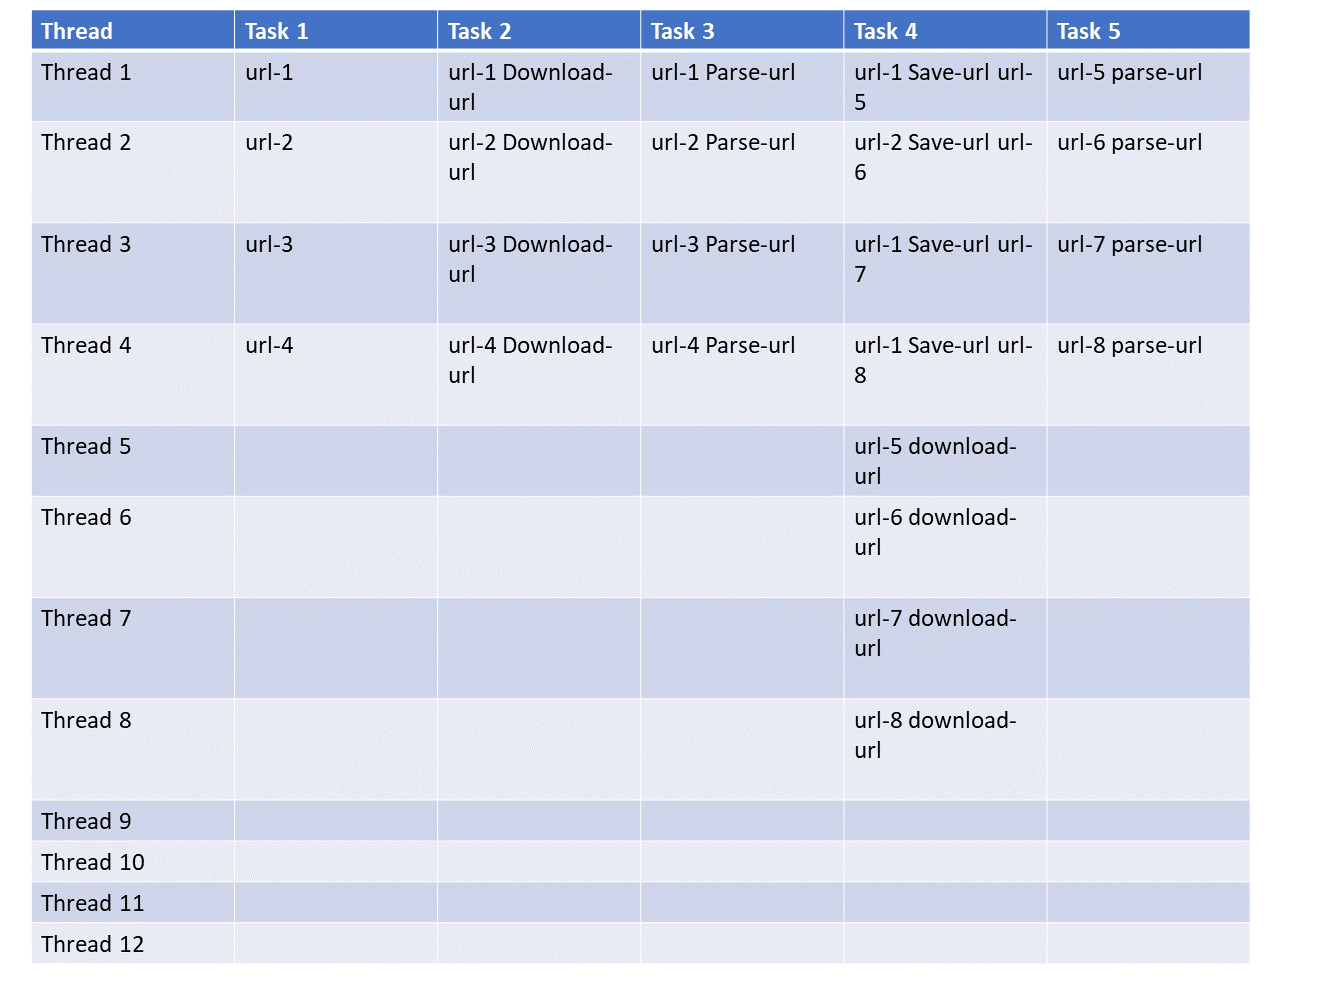 Thread Task 1 Task 2 Task 3 Task 4 Task 5
Thread 1 url-1 url-1 Download- url-1 Parse-url url-1 Save-url url- url-5 parse-url
url 5
Thread 2 url-2 url-2 Download- url-2 Parse-url url-2 Save-url url- url-6 parse-url
url 6
Thread 3 url-3 url-3 Download- url-3 Parse-url url-1 Save-url url- url-7 parse-url
url 7
Thread 4 url-4 url-4 Download- url-4 Parse-url url-1 Save-url url- url-8 parse-url
url 8
Thread 5 url-5 download-
url
Thread 6 url-6 download-
url
Thread 7 url-7 download-
url
Thread 8 url-8 download-
url
Thread 9
Thread 10
Thread 11
Thread 12